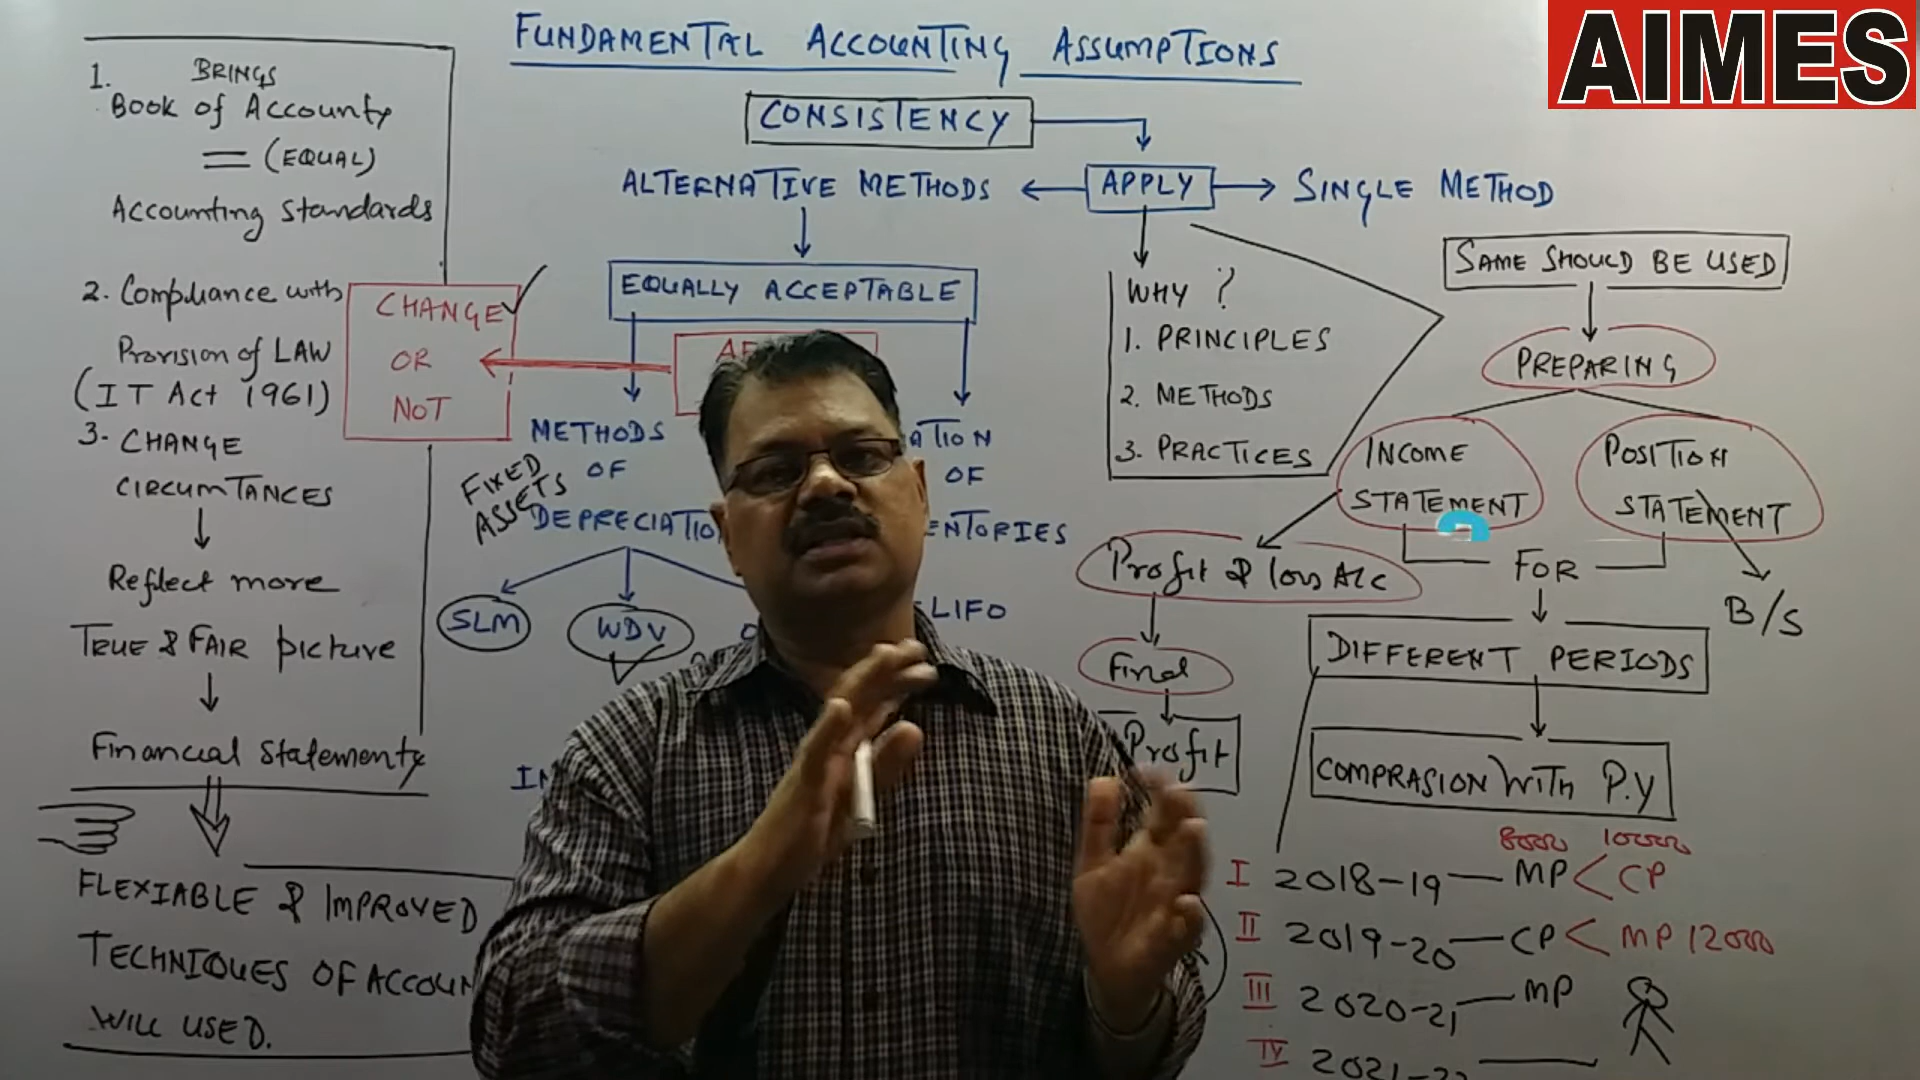 AIMES
FUNDAMENTAL ACCOUNTING ASSUMPTIONS
CONSISTENCY
ALTERNATIVE METHODS
APPLY
SINGLE METHOD
1. BRINGS
Book of Accounts
= (EQUAL)
Accounting Standards
2. Compliance with
Provision of LAW
(IT Act 1961)
3. CHANGE
CIRCUMTANCES
Reflect more
TRUE & FAIR picture
Financial Statements
FLEXIABLE & IMPROVED
TECHNIQUES OF
WILL USED.
CHANGE
OR
NOT
EQUALLY ACCEPTABLE
METHODS
OF
FIXED
ASSETS
SLM
WDV
OF
LIFO
WHY ?
1. PRINCIPLES
2. METHODS
3. PRACTICES
SAME SHOULD BE USED
PREPARING
INCOME
STATEMENT
POSITION
STATEMENT
Profit & loss A/c
FOR
B/S
Final
Profit
DIFFERENT PERIODS
COMPRASION WITH P.Y
8000 10000
I 2018-19 — MP < CP
II 2019-20 — CP < MP 12000
III 2020-21 — MP
IV